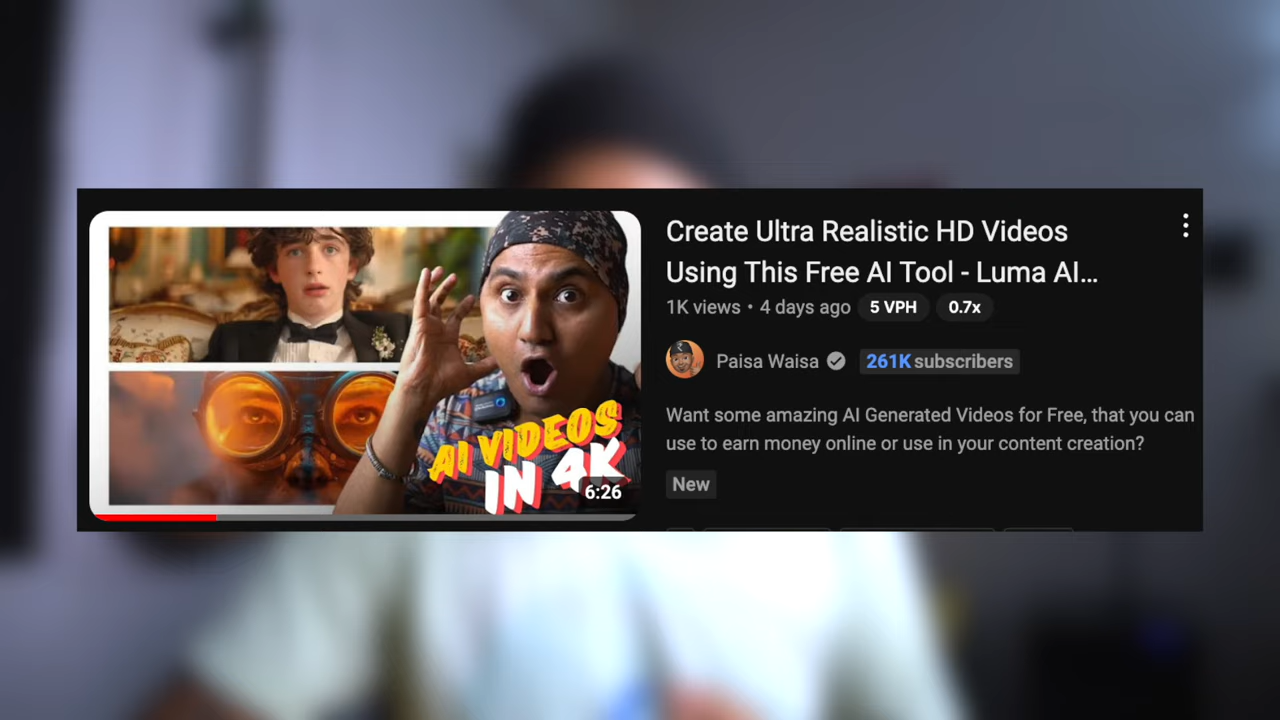 AI VIDEOS
IN 4K
6:26
Create Ultra Realistic HD Videos
Using This Free AI Tool - Luma AI...
1K views • 4 days ago 5 VPH 0.7x
Paisa Waisa 261K subscribers
Want some amazing AI Generated Videos for Free, that you can
use to earn money online or use in your content creation?
New